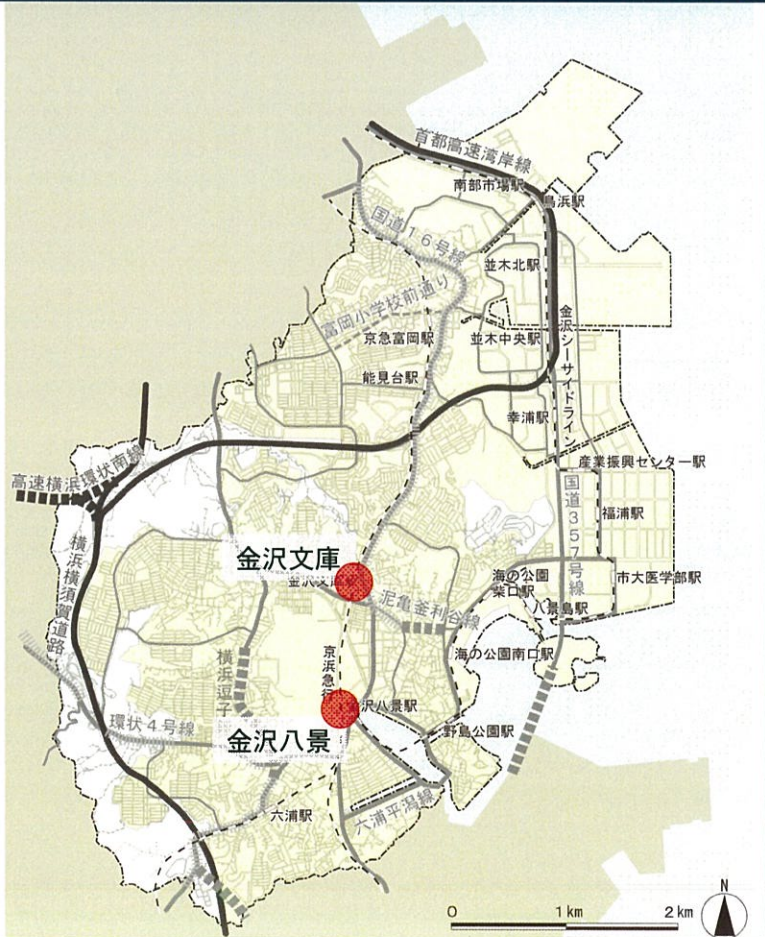 首都高速湾岸線
南部市場駅
鳥浜駅
国道16号線
並木北駅
富岡小学校前通り
京急富岡駅
並木中央駅
金沢シーサイドライン
能見台駅
幸浦駅
産業振興センター駅
高速横浜環状南線
国道357号線
福浦駅
横浜横須賀道路
金沢文庫
金沢文庫
海の公園
柴口駅
市大医学部駅
泥亀釜利谷線
八景島駅
横浜逗子
京浜急行
海の公園南口駅
沢八景駅
環状4号線
金沢八景
野島公園駅
六浦駅
六浦平潟線
0 1km 2km
N